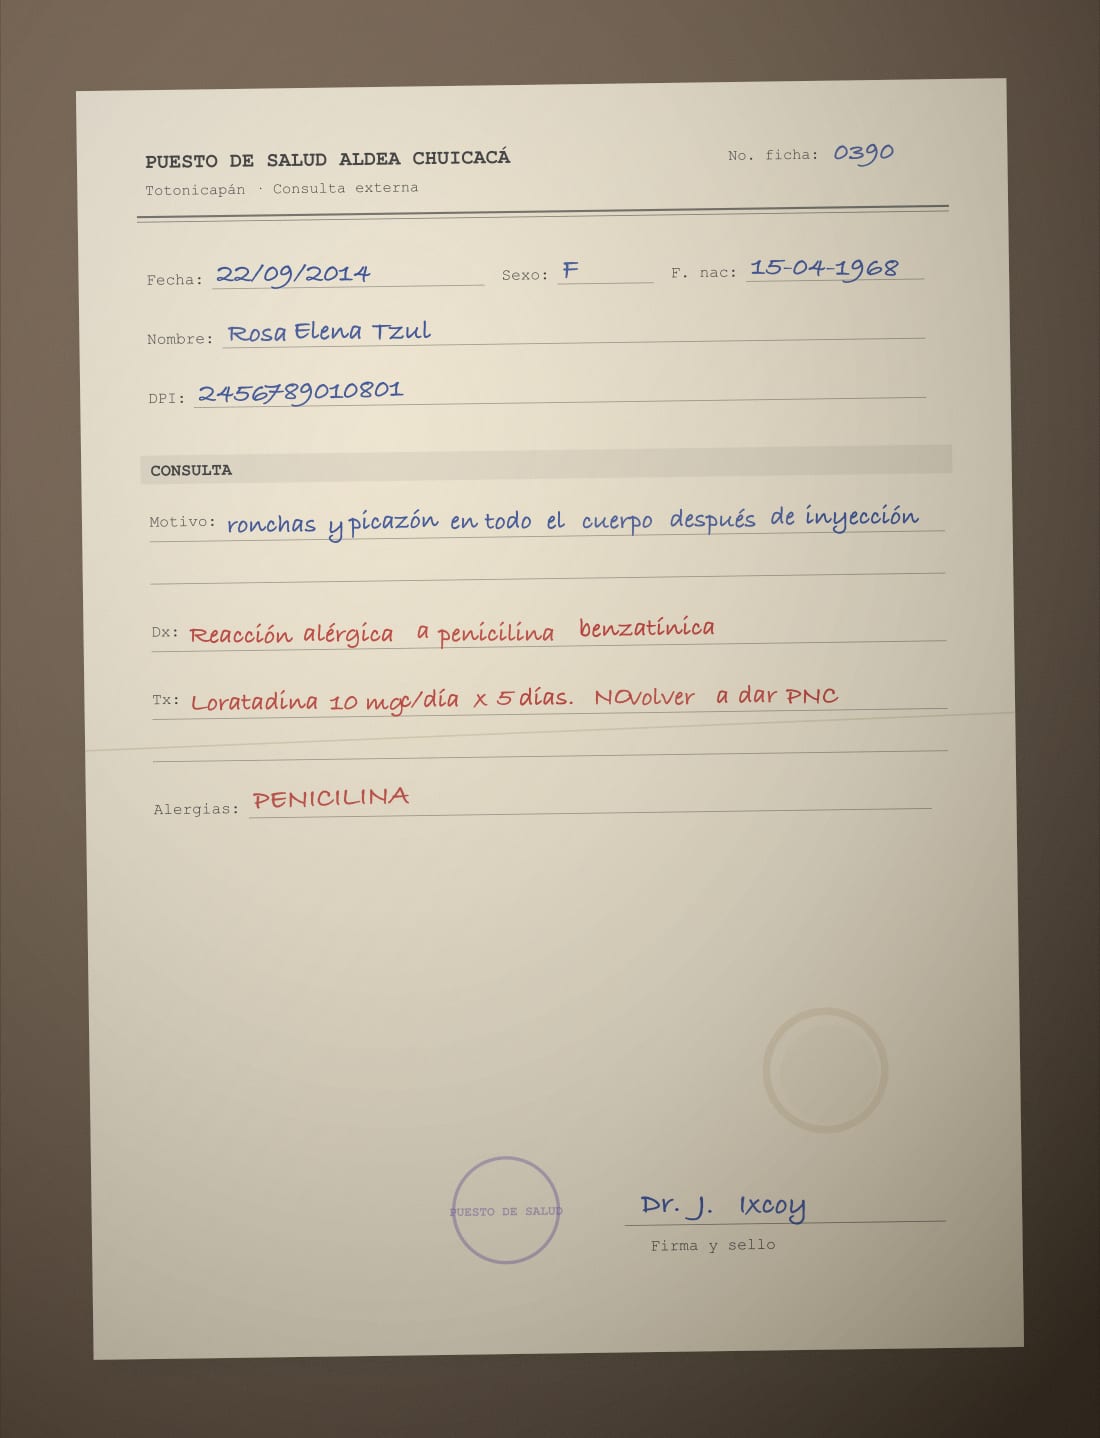 PUESTO DE SALUD ALDEA CHUICACÁ
No. ficha: 0390
Totonicapán · Consulta externa
Fecha: 22/09/2014 Sexo: F F. nac: 15-04-1968
Nombre: Rosa Elena Tzul
DPI: 2456789010801
CONSULTA
Motivo: ronchas y picazón en todo el cuerpo después de inyección
Dx: Reacción alérgica a penicilina benzatínica
Tx: Loratadina 10 mg c/día x 5 días. NO volver a dar PNC
Alergias: PENICILINA
PUESTO DE SALUD
Dr. J. Ixcoy
Firma y sello